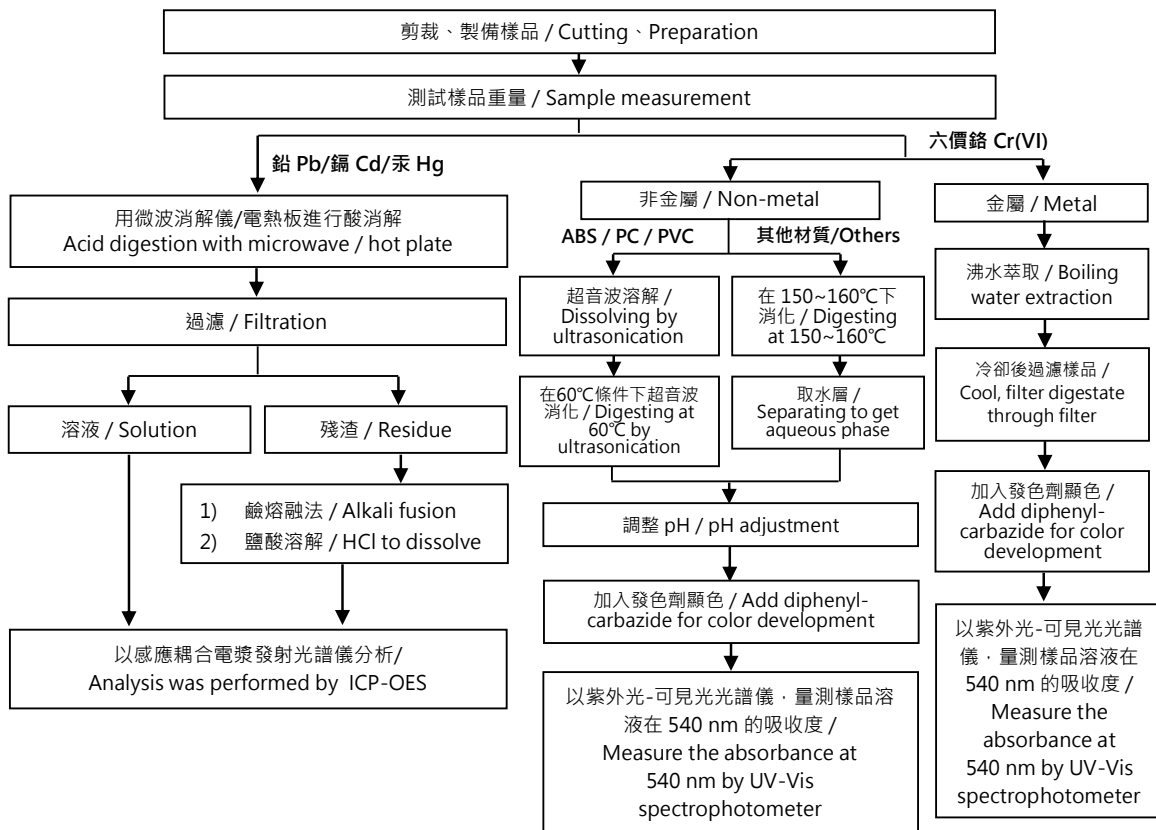 剪裁、製備樣品 / Cutting、Preparation
測試樣品重量 / Sample measurement
鉛 Pb/鎘 Cd/汞 Hg
六價鉻 Cr(VI)
用微波消解儀/電熱板進行酸消解
Acid digestion with microwave / hot plate
過濾 / Filtration
溶液 / Solution
殘渣 / Residue
1) 鹼熔融法 / Alkali fusion
2) 鹽酸溶解 / HCl to dissolve
以感應耦合電漿發射光譜儀分析/
Analysis was performed by ICP-OES
非金屬 / Non-metal
ABS / PC / PVC
其他材質/Others
超音波溶解 /
Dissolving by
ultrasonication
在60℃條件下超音波
消化 / Digesting at
60℃ by
ultrasonication
在 150~160℃下
消化 / Digesting
at 150~160℃
取水層 /
Separating to get
aqueous phase
調整 pH / pH adjustment
加入發色劑顯色 / Add diphenyl-
carbazide for color development
以紫外光-可見光光譜儀，量測樣品溶
液在 540 nm 的吸收度 /
Measure the absorbance at
540 nm by UV-Vis
spectrophotometer
金屬 / Metal
沸水萃取 / Boiling
water extraction
冷卻後過濾樣品 /
Cool, filter digestate
through filter
加入發色劑顯色 /
Add diphenyl-
carbazide for color
development
以紫外光-可見光光譜
儀，量測樣品溶液在
540 nm 的吸收度 /
Measure the
absorbance at
540 nm by UV-Vis
spectrophotometer